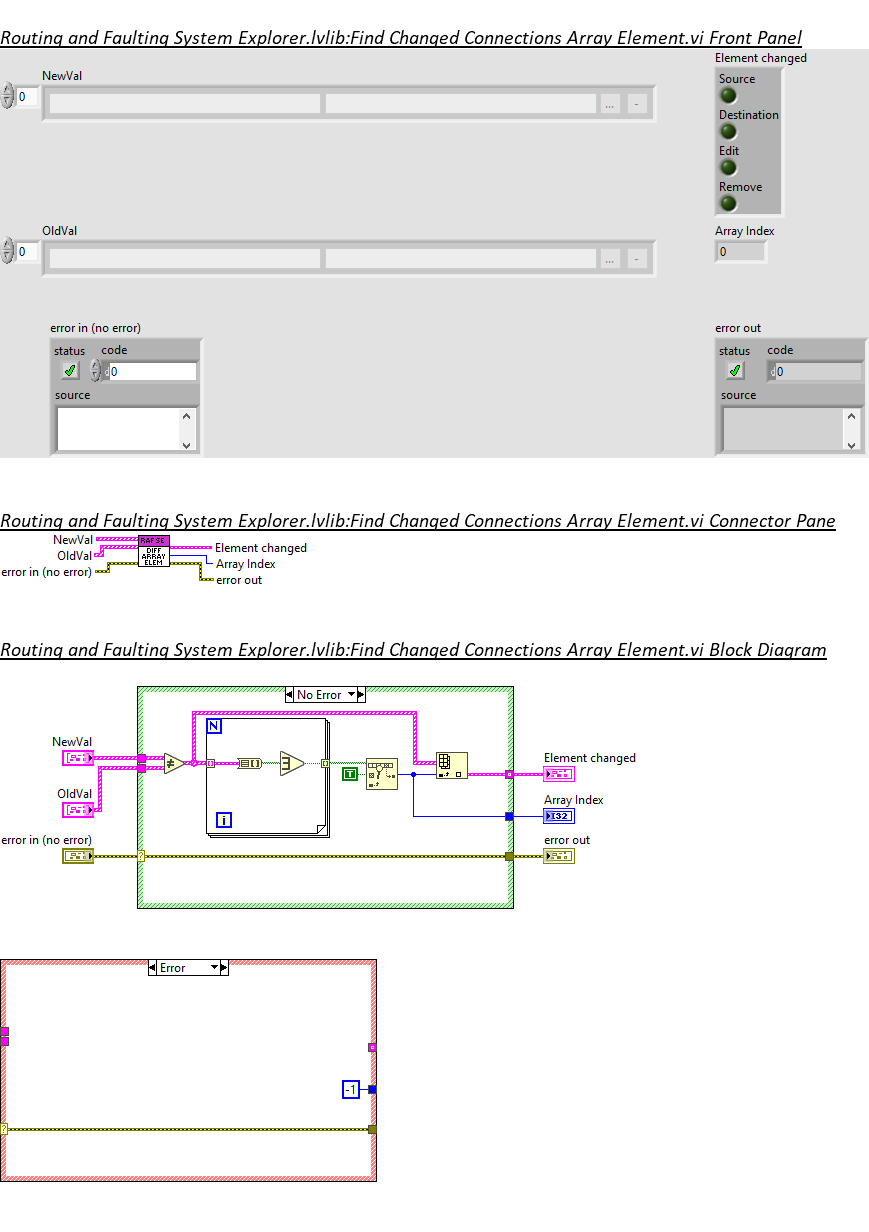 Routing and Faulting System Explorer.lvlib:Find Changed Connections Array Element.vi Front Panel
Element changed
NewVal
Source
0
... -
Destination
Edit
Remove
OldVal
Array Index
0
... -
0
error in (no error)
error out
status code
status code
d0
d0
source
source
Routing and Faulting System Explorer.lvlib:Find Changed Connections Array Element.vi Connector Pane
NewVal
OldVal
error in (no error)
RAFSE
DIFF
ARRAY
ELEM
Element changed
Array Index
error out
Routing and Faulting System Explorer.lvlib:Find Changed Connections Array Element.vi Block Diagram
No Error
N
NewVal
Element changed
T
OldVal
Array Index
I32
i
error in (no error)
error out
?
Error
-1
?